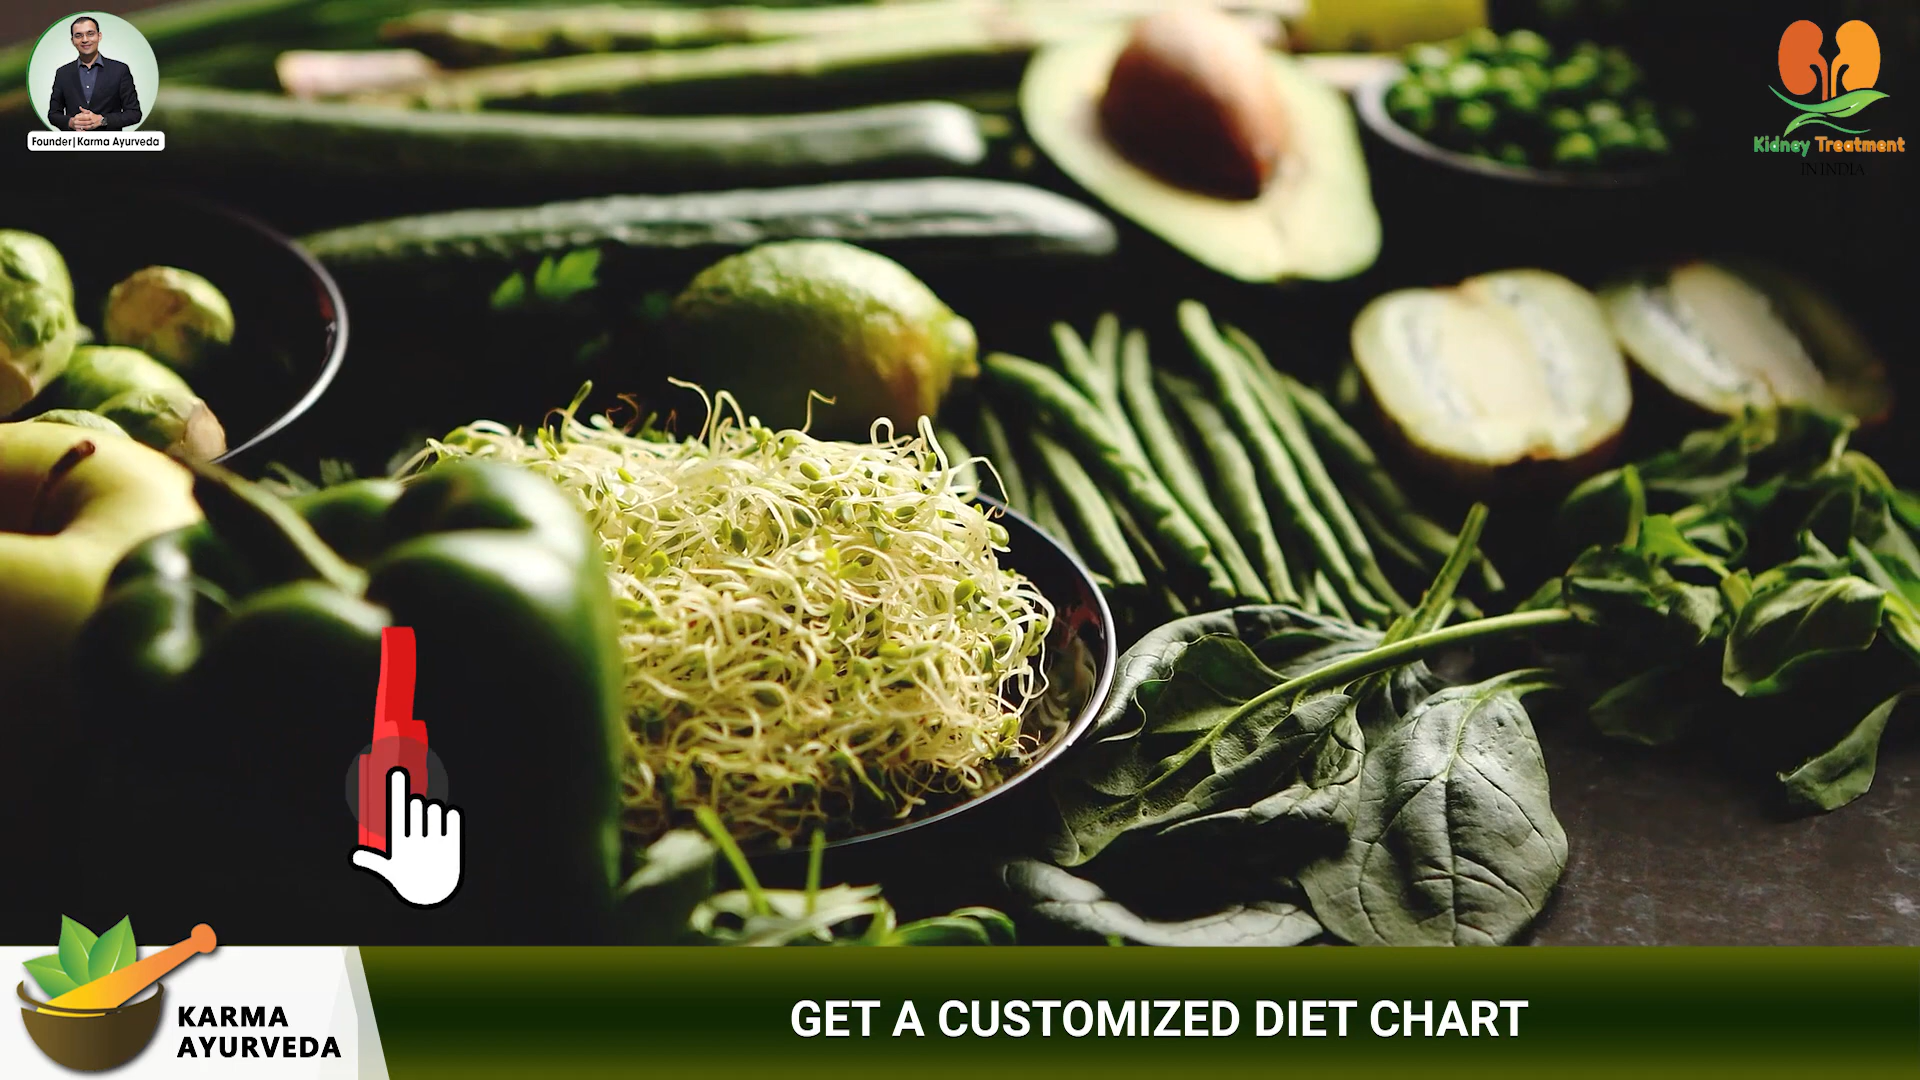 Founder|Karma Ayurveda
Kidney Treatment
IN INDIA
KARMA
AYURVEDA
GET A CUSTOMIZED DIET CHART